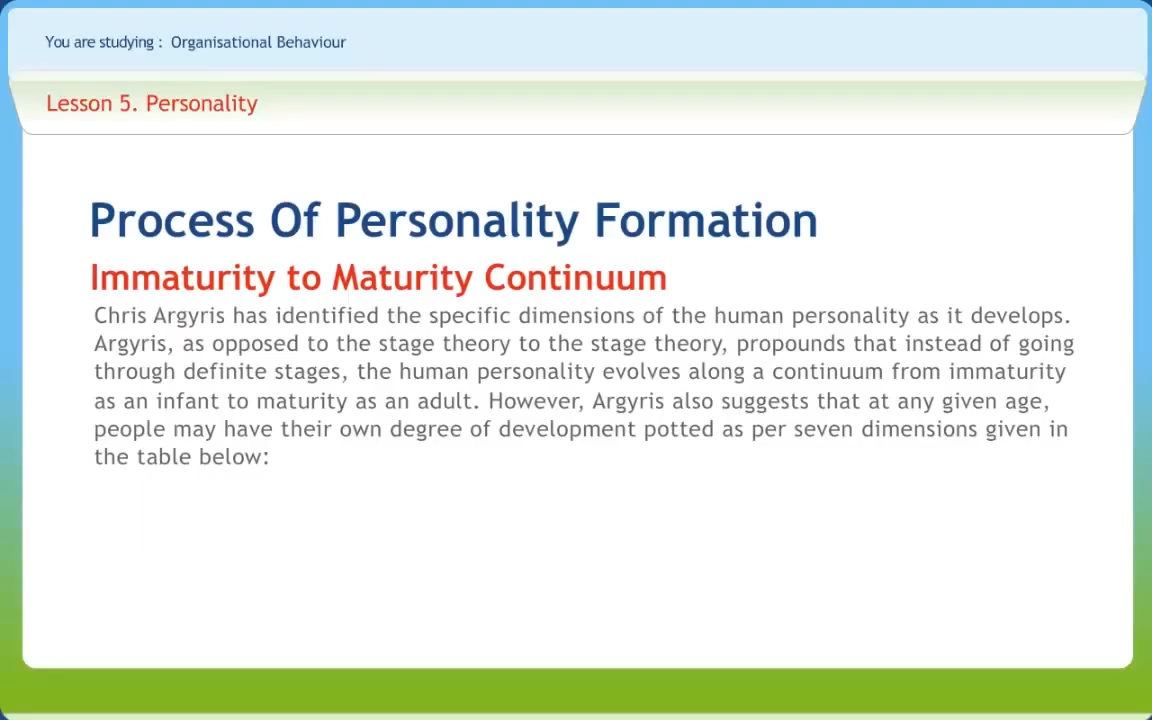 You are studying : Organisational Behaviour
Lesson 5. Personality
Process Of Personality Formation
Immaturity to Maturity Continuum
Chris Argyris has identified the specific dimensions of the human personality as it develops.
Argyris, as opposed to the stage theory to the stage theory, propounds that instead of going
through definite stages, the human personality evolves along a continuum from immaturity
as an infant to maturity as an adult. However, Argyris also suggests that at any given age,
people may have their own degree of development potted as per seven dimensions given in
the table below: